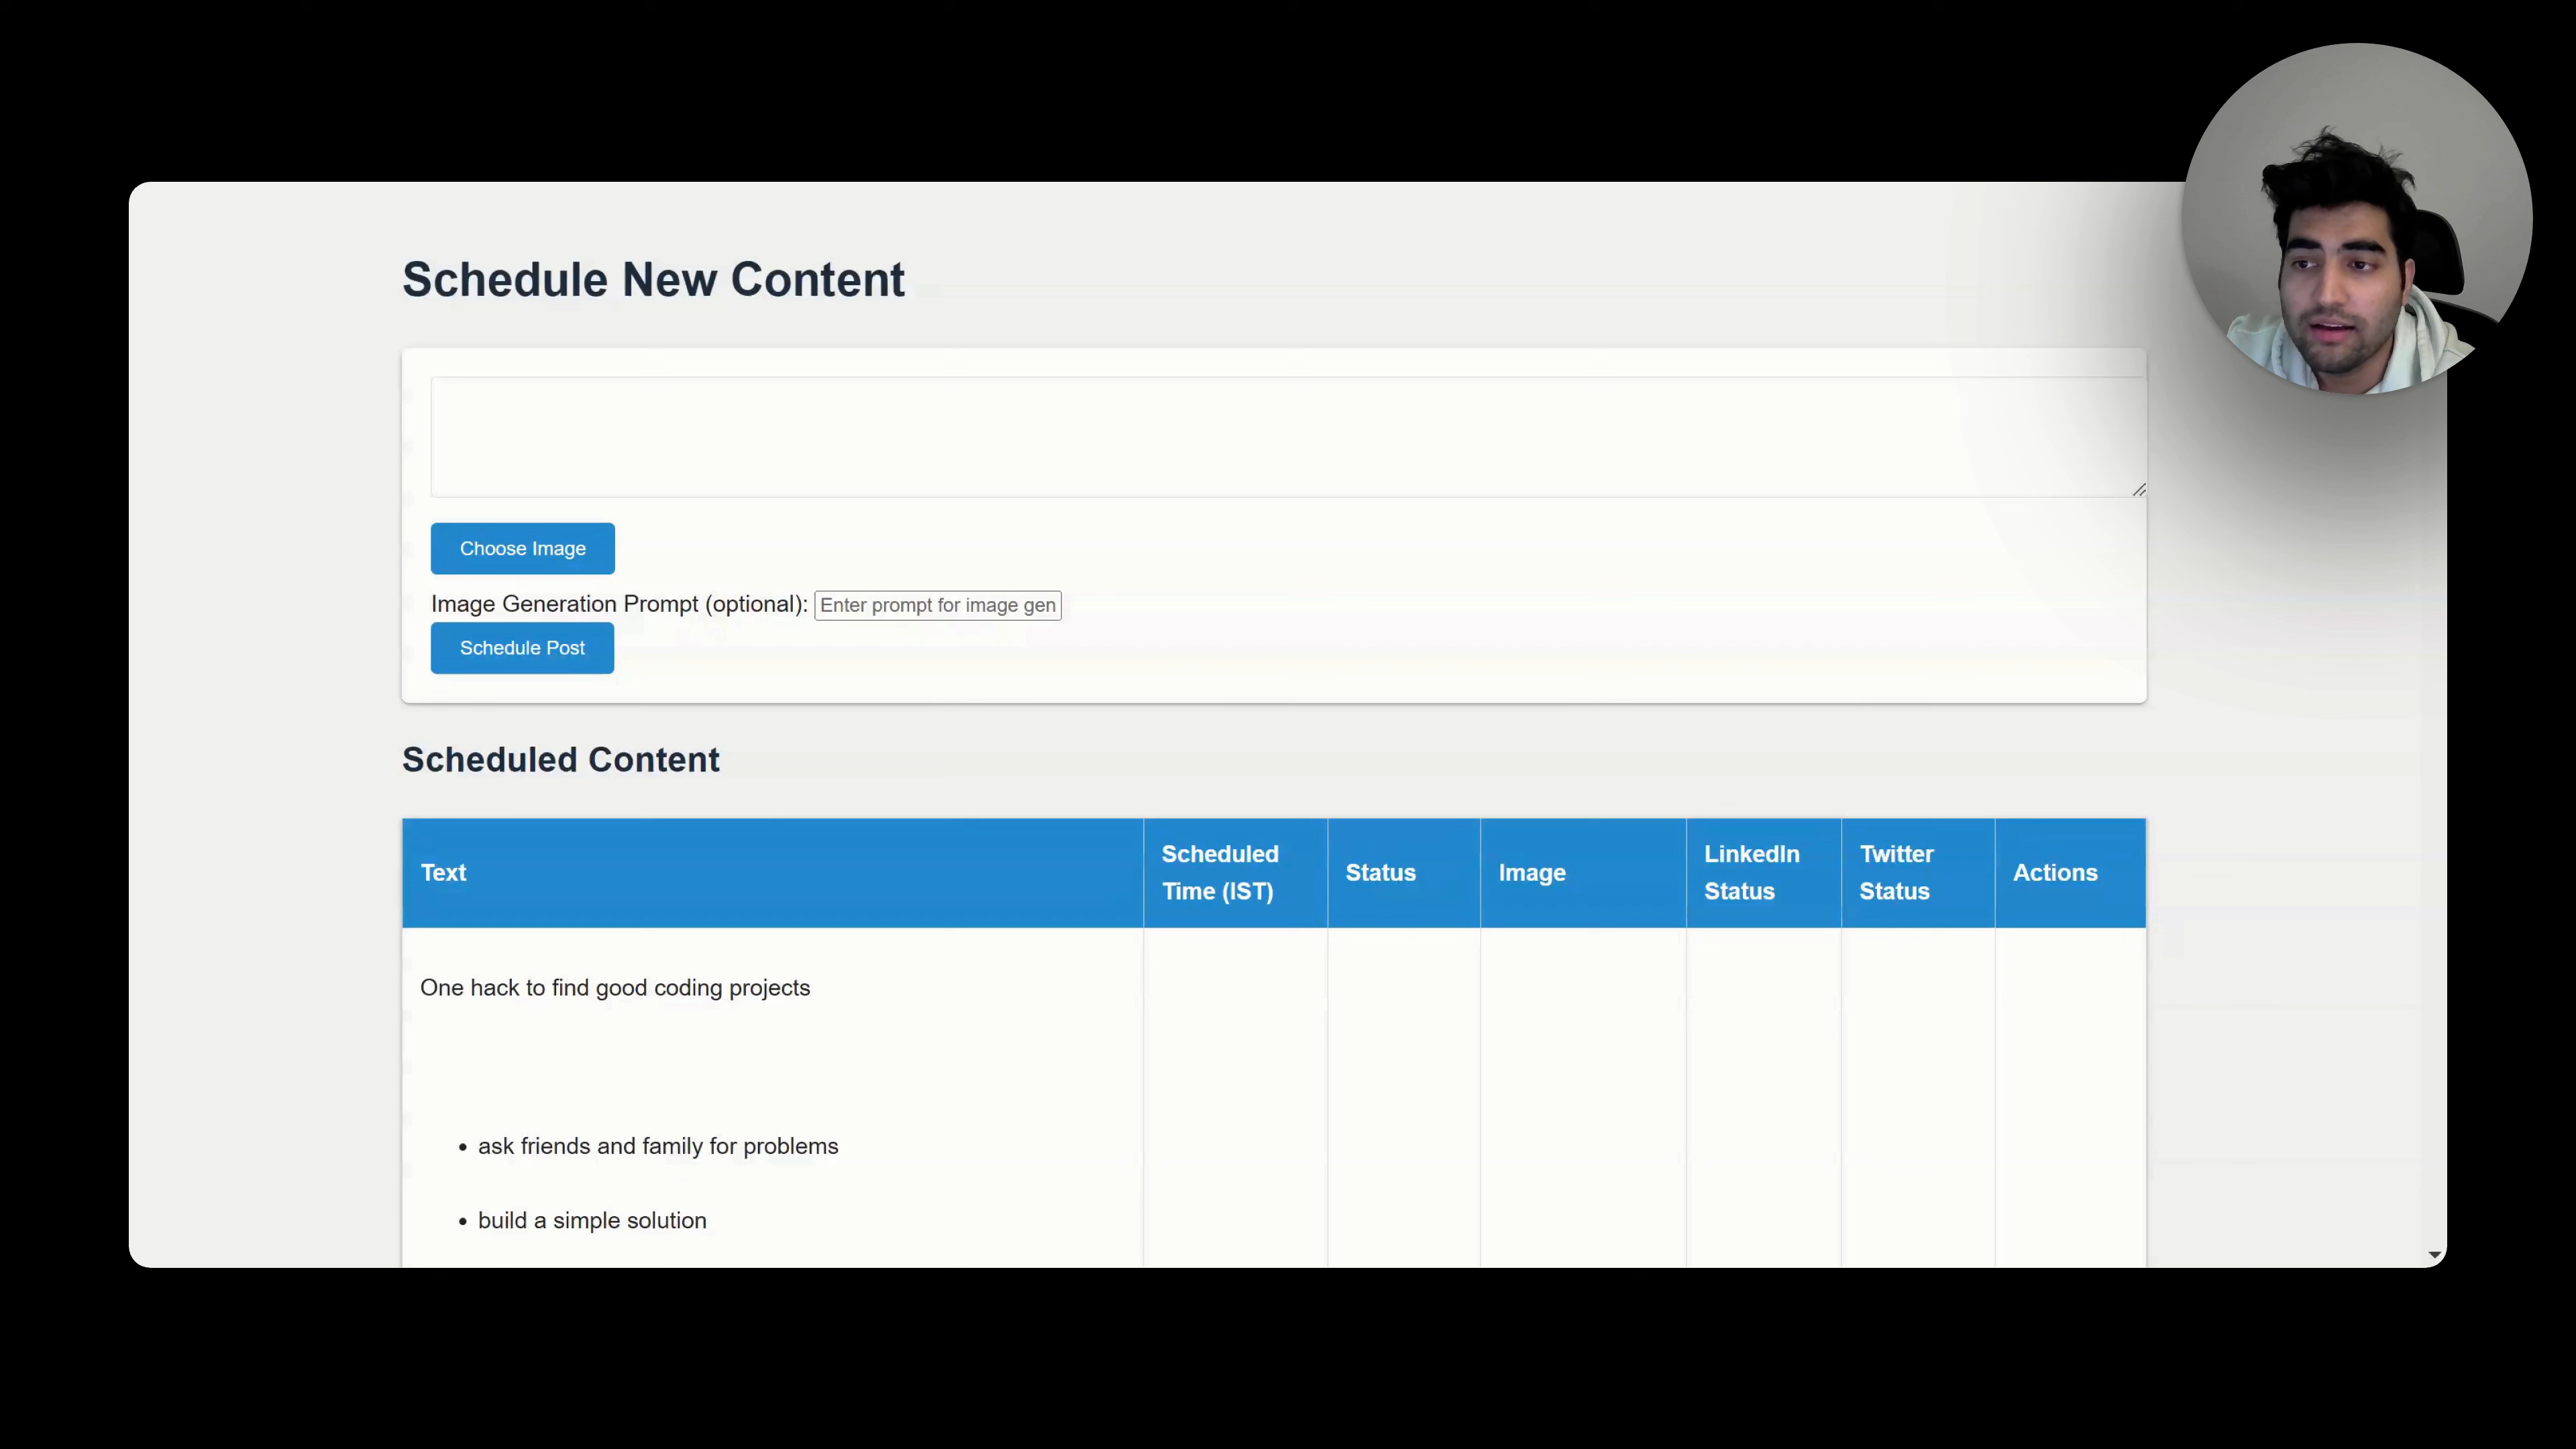 Schedule New Content
Choose Image
Image Generation Prompt (optional): Enter prompt for image gen
Schedule Post
Scheduled Content
Text
Scheduled
Time (IST)
Status
Image
LinkedIn
Status
Twitter
Status
Actions
One hack to find good coding projects
• ask friends and family for problems
• build a simple solution